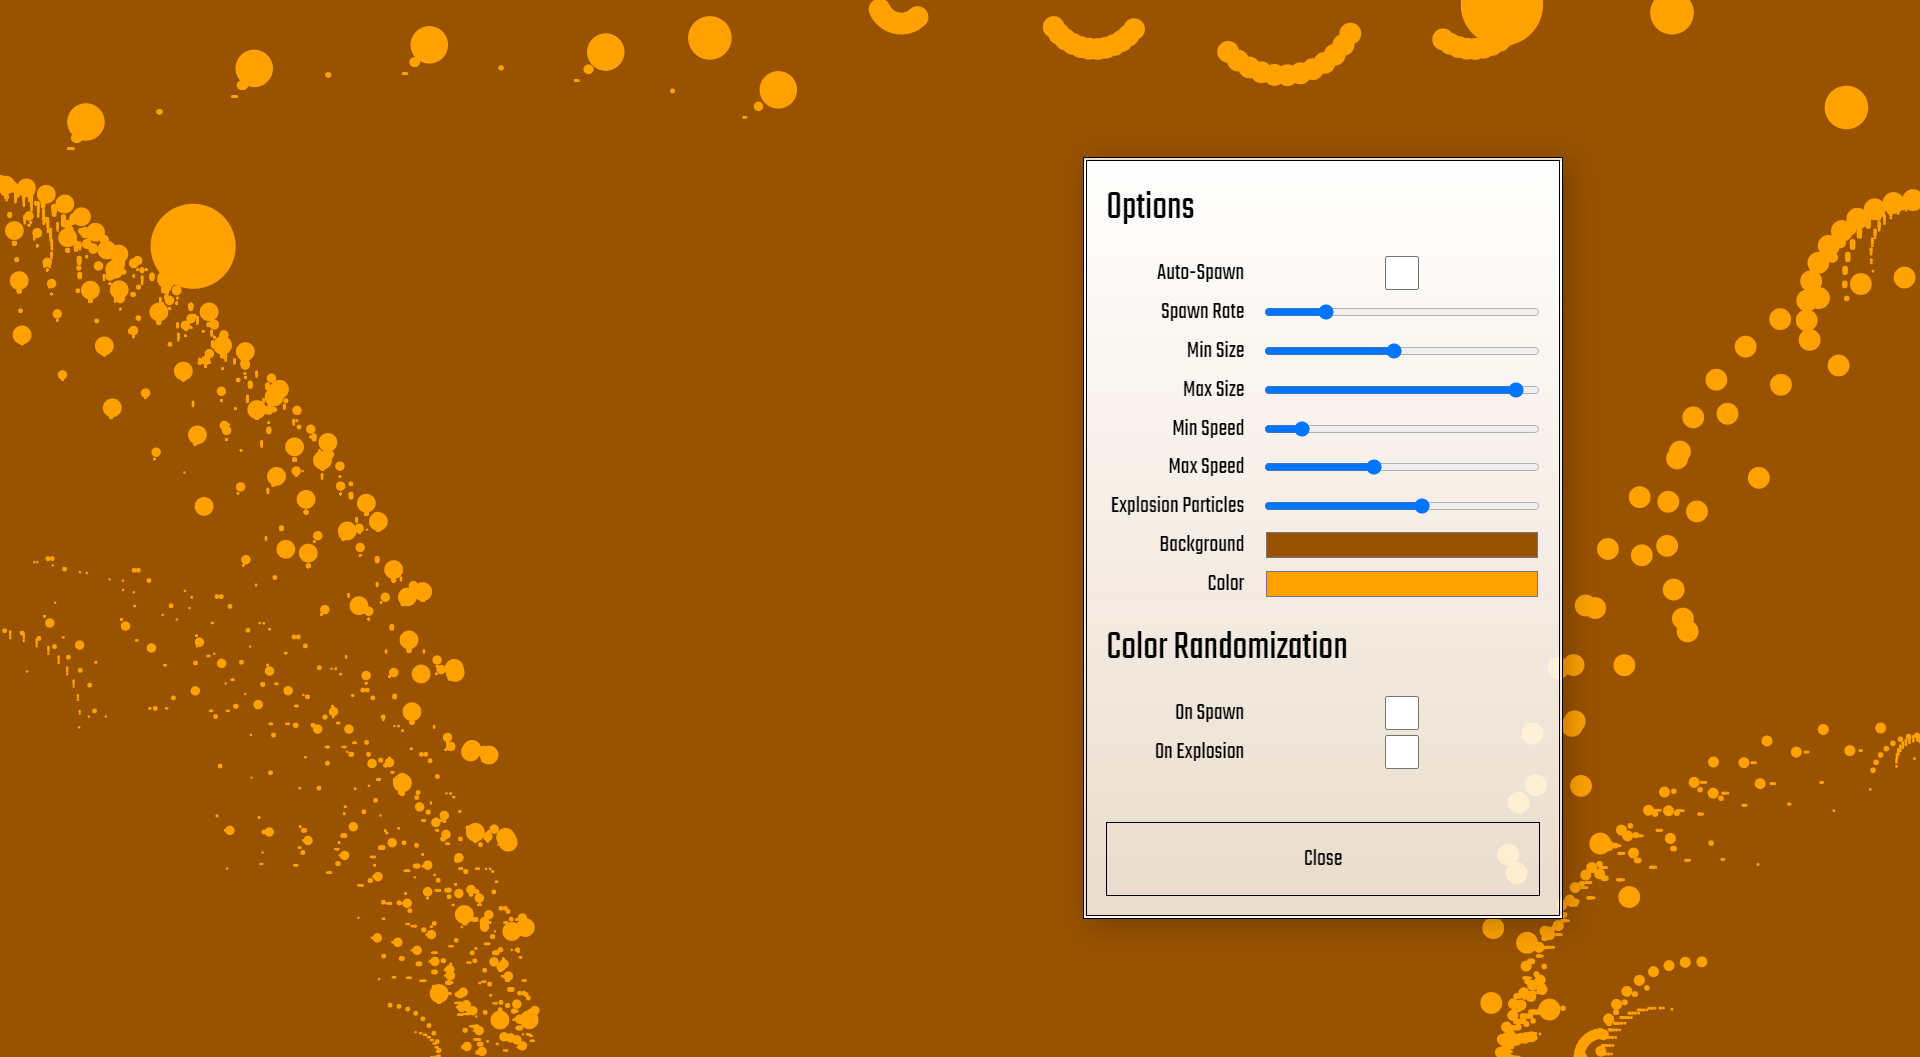 Options
Auto-Spawn
Spawn Rate
Min Size
Max Size
Min Speed
Max Speed
Explosion Particles
Background
Color
Color Randomization
On Spawn
On Explosion
Close